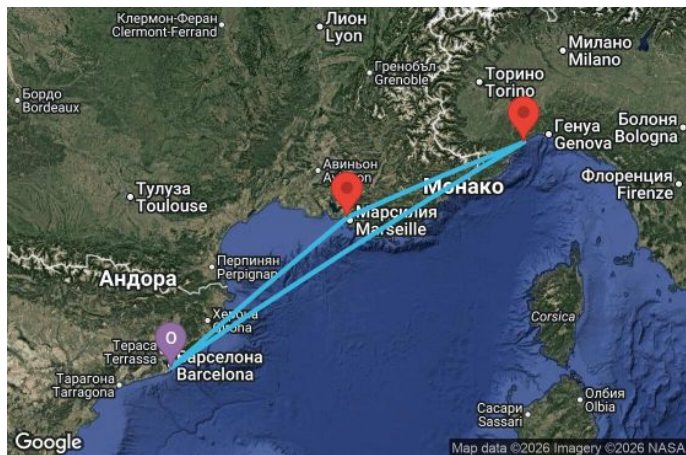 Клермон-Феран
Clermont-Ferrand
Лион
Lyon
Милано
Milano
Гренобъл
Grenoble
Торино
Torino
Бордо
Bordeaux
Генуа
Genova
Болоня
Bologna
Авиньон
Тулуза
Toulouse
Монако
Флоренция
Firenze
Марсилия
Marseille
Перпинян
Perpignan
Андора
Corsica
Херона
Girona
O
Тераса
Terrassa
Барселона
Barcelona
Тарагона
Tarragona
Олбия
Olbia
Сасари
Sassari
Google
Map data ©2026 Imagery ©2026 NASA